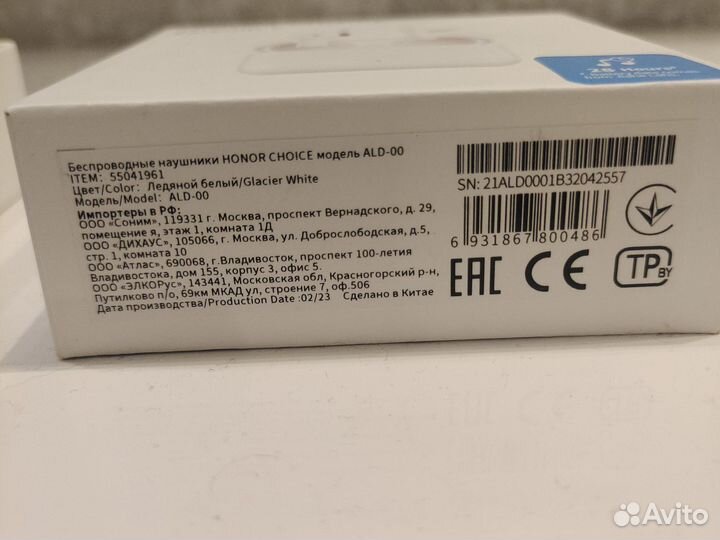 28 Hours*
Беспроводные наушники HONOR CHOICE модель ALD-00
ITEM: 55041961
Цвет/Color: Ледяной белый/Glacier White
Модель/Model: ALD-00
Импортеры в РФ:
ООО «Соним», 119331 г. Москва, проспект Вернадского, д. 29,
помещение я, этаж 1, комната 1Д
ООО «ДИХАУС», 105066, г. Москва, ул. Доброслободская, д.5,
стр. 1, комната 10
ООО «Атлас», 690068, г.Владивосток, проспект 100-летия
Владивостока, дом 155, корпус 3, офис 5.
ООО «ЭЛКОРус», 143441, Московская обл, Красногорский р-н,
Путилково п/о, 69км МКАД ул, строение 7, оф.506
Дата производства/Production Date :02/23 Сделано в Китае
SN: 21ALD0001B32042557
6 931867 800486
EAC CE TP BY
Avito